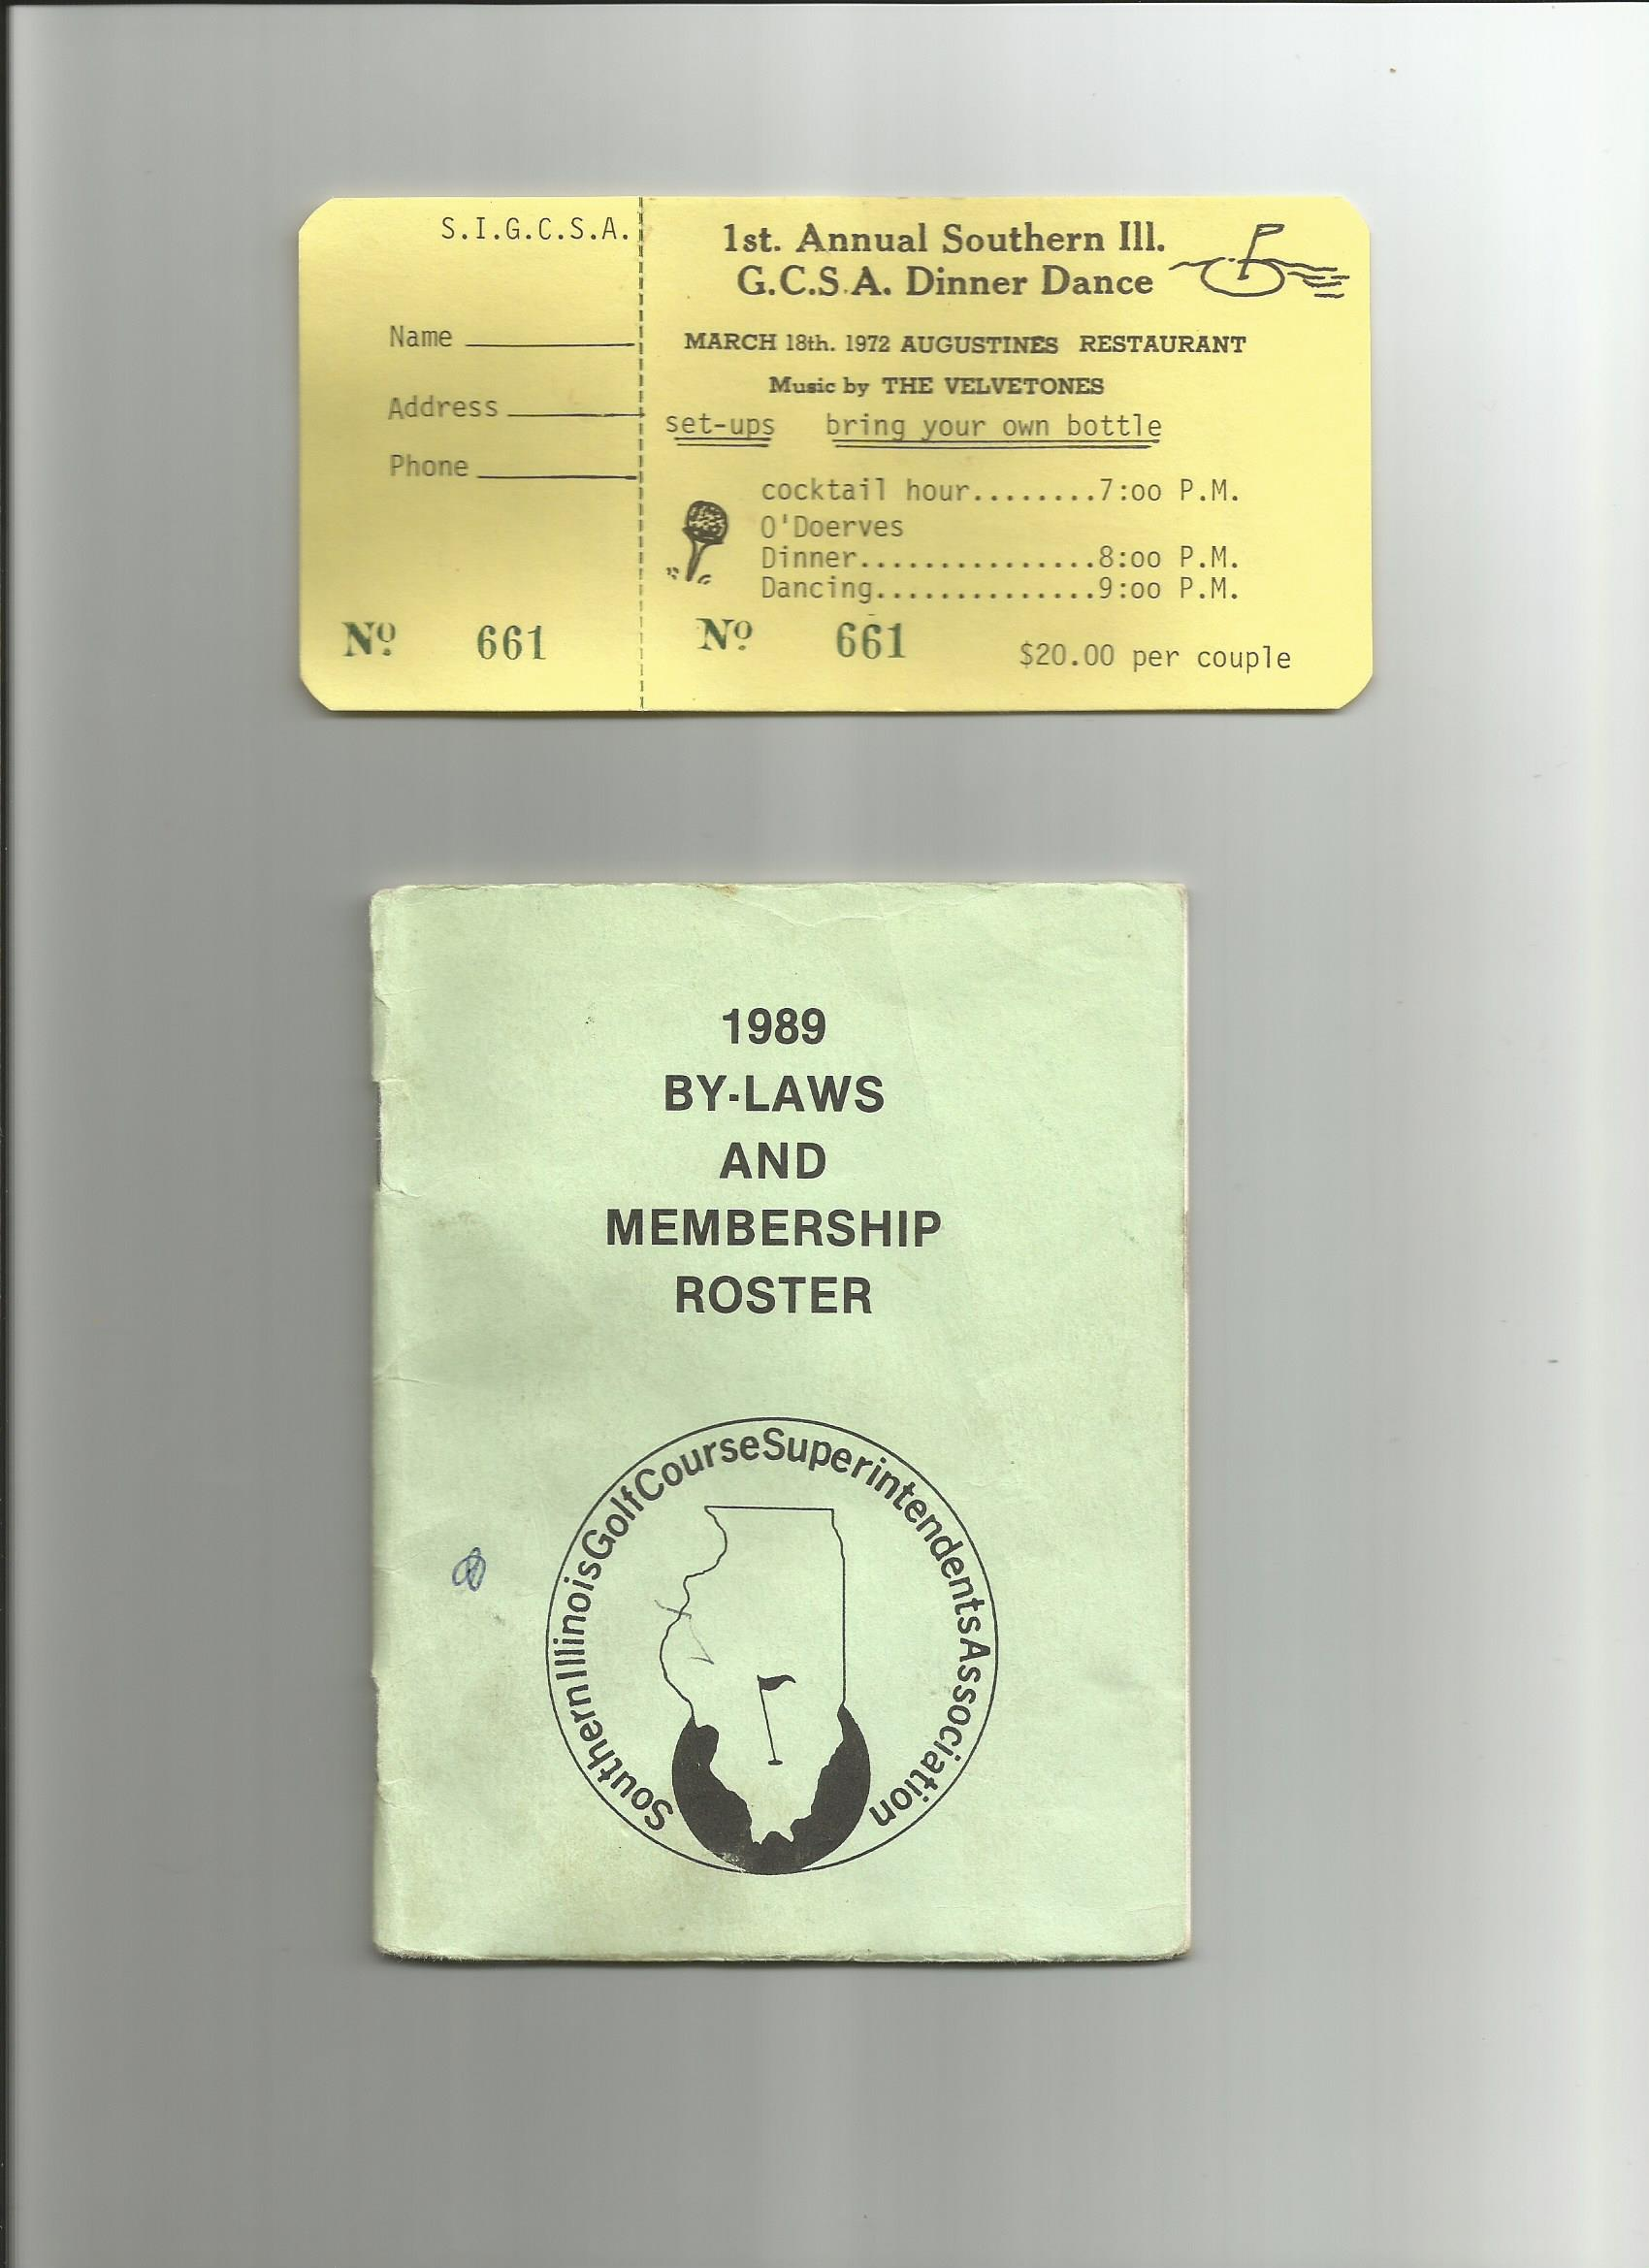 S.I.G.C.S.A.
Name
Address
Phone
Nº 661
1st. Annual Southern Ill.
G.C.S.A. Dinner Dance
MARCH 18th. 1972 AUGUSTINES RESTAURANT
Music by THE VELVETONES
set-ups bring your own bottle
cocktail hour........7:oo P.M.
O'Doerves
Dinner...............8:oo P.M.
Dancing..............9:oo P.M.
Nº 661 $20.00 per couple
1989
BY-LAWS
AND
MEMBERSHIP
ROSTER
SouthernIllinoisGolfCourseSuperintendentsAssociation